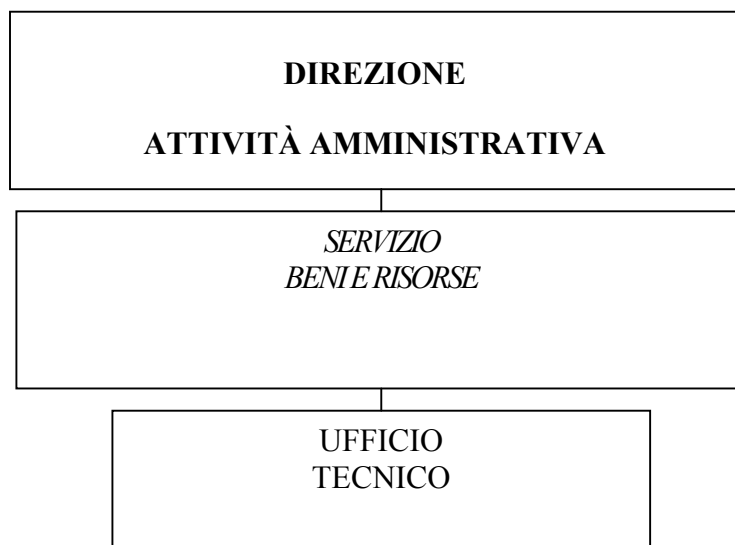 DIREZIONE
ATTIVITÀ AMMINISTRATIVA
SERVIZIO
BENI E RISORSE
UFFICIO
TECNICO